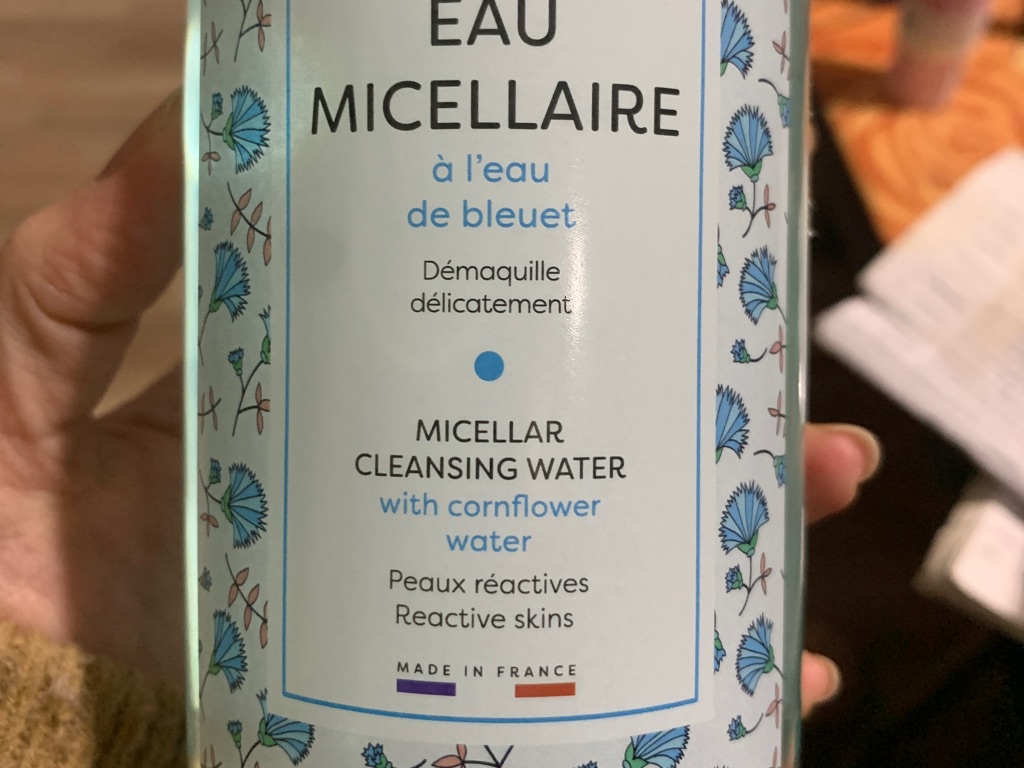 EAU
MICELLAIRE
à l'eau
de bleuet
Démaquille
délicatement
MICELLAR
CLEANSING WATER
with cornflower
water
Peaux réactives
Reactive skins
MADE IN FRANCE